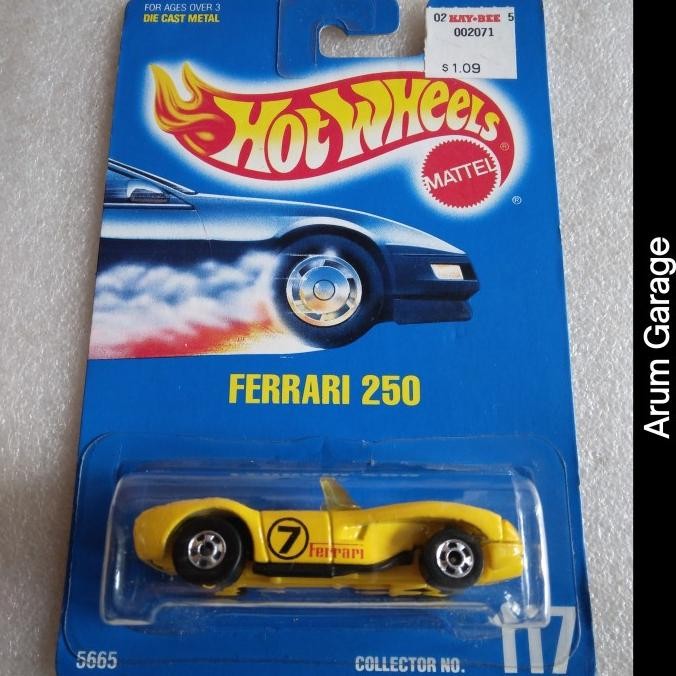 FOR AGES OVER 3
DIE CAST METAL
02 KAY•BEE 5
002071
$1.09
HOT WHEELS®
MATTEL
®
FERRARI 250
7
Ferrari
5665
COLLECTOR NO. 117
Arum Garage